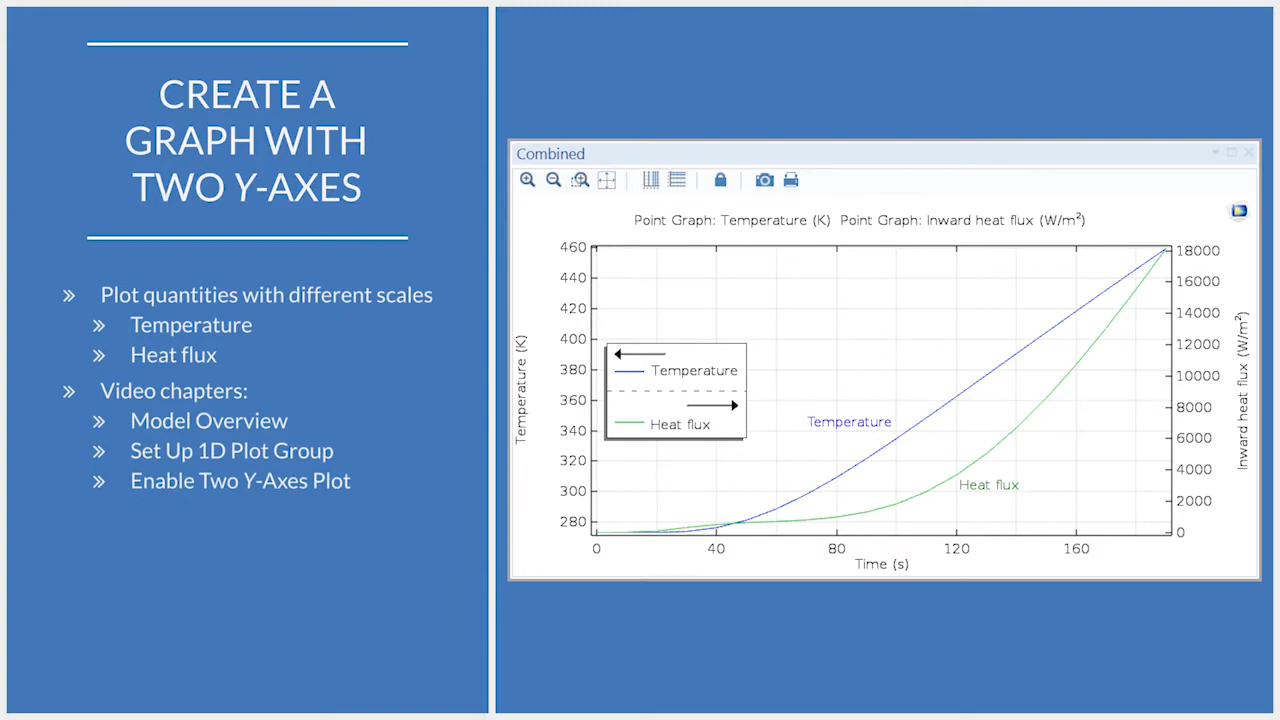 CREATE A
GRAPH WITH
TWO Y-AXES
» Plot quantities with different scales
» Temperature
» Heat flux
» Video chapters:
» Model Overview
» Set Up 1D Plot Group
» Enable Two Y-Axes Plot
Combined
Point Graph: Temperature (K) Point Graph: Inward heat flux (W/m²)
460
440
420
400
380
360
340
320
300
280
Temperature (K)
18000
16000
14000
12000
10000
8000
6000
4000
2000
0
Inward heat flux (W/m²)
Temperature
Heat flux
Temperature
Heat flux
0 40 80 120 160
Time (s)